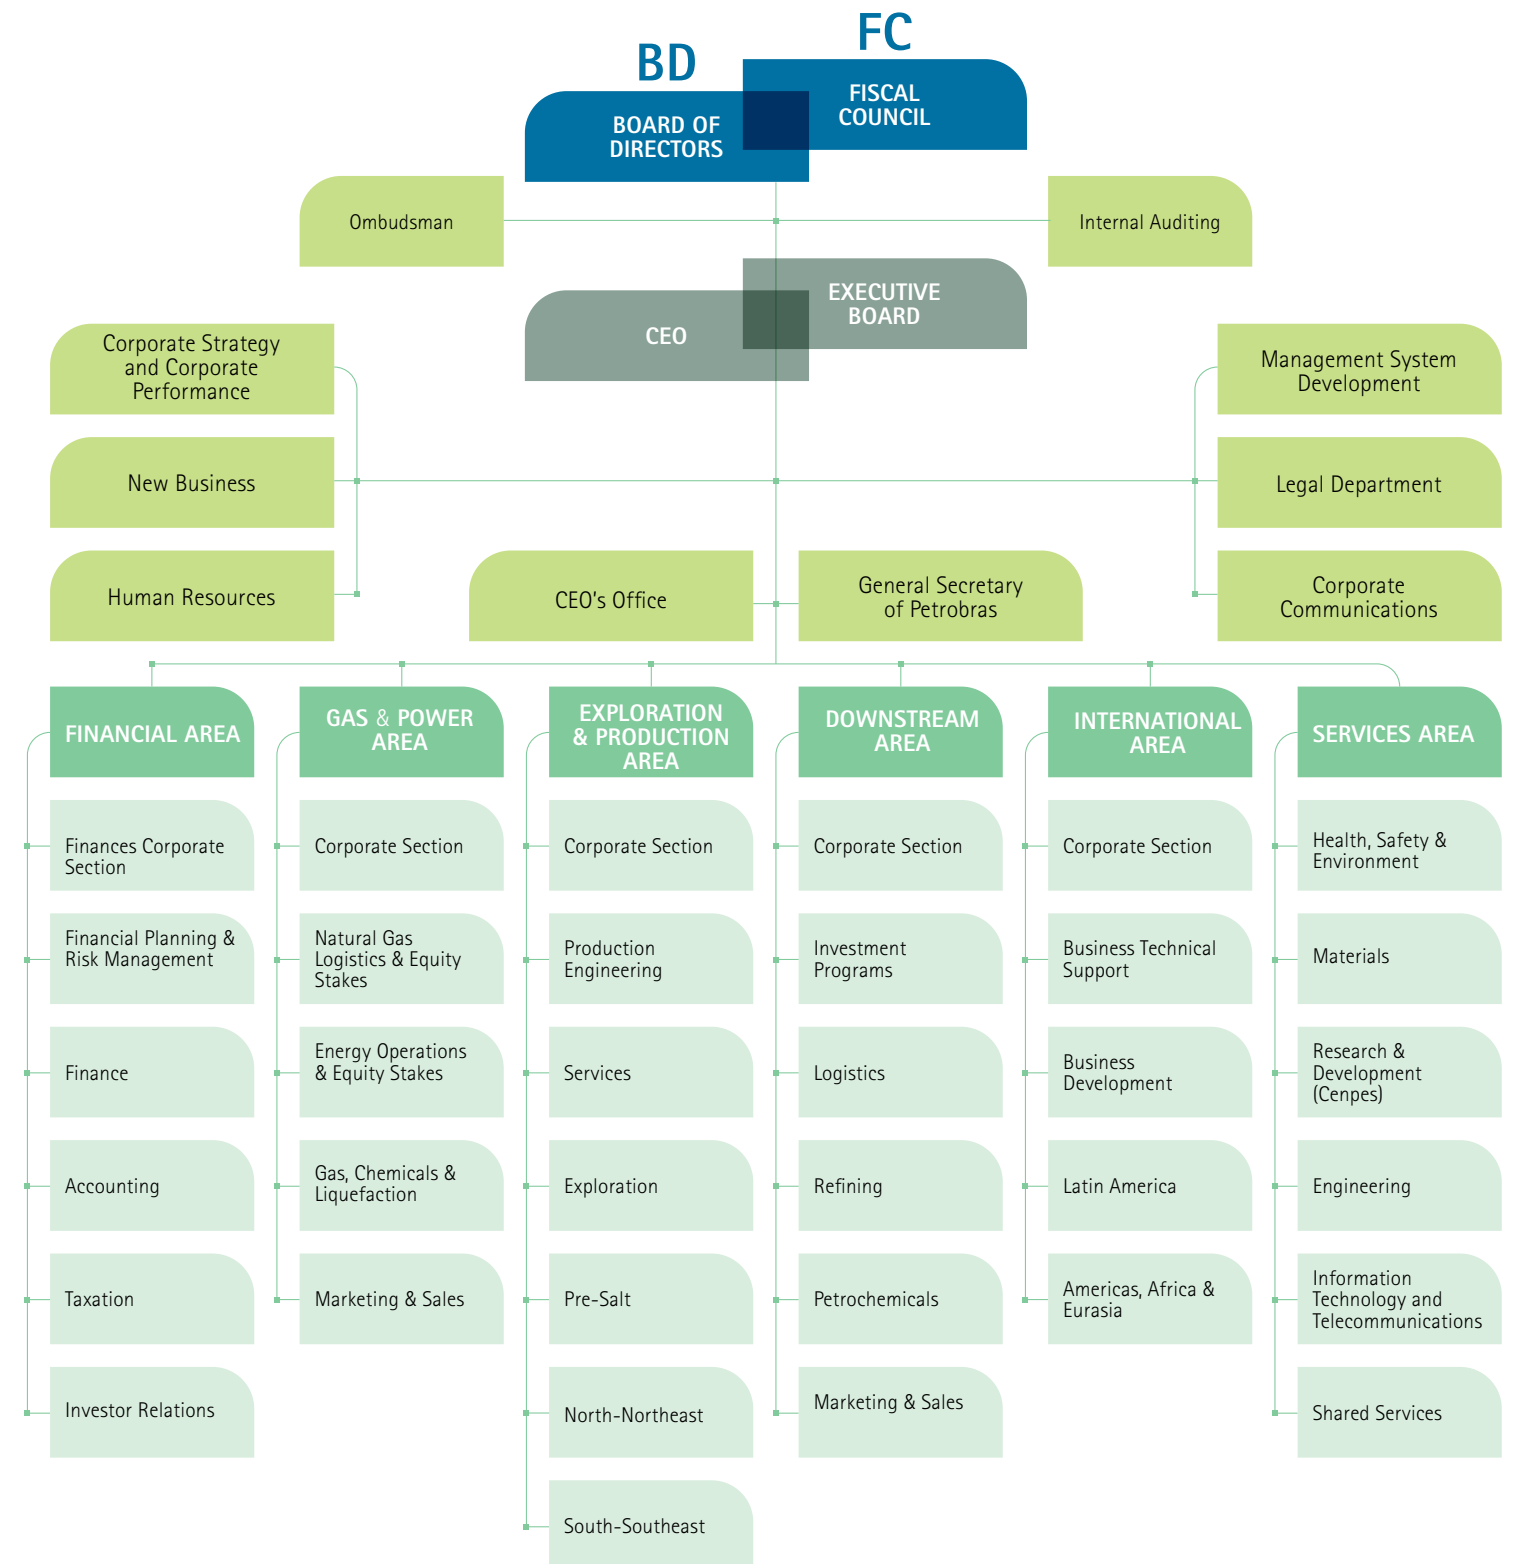 FC
BD
FISCAL
COUNCIL
BOARD OF
DIRECTORS
Ombudsman
Internal Auditing
EXECUTIVE
BOARD
CEO
Corporate Strategy
and Corporate
Performance
Management System
Development
New Business
Legal Department
Human Resources
CEO's Office
General Secretary
of Petrobras
Corporate
Communications
FINANCIAL AREA
Finances Corporate
Section
Financial Planning &
Risk Management
Finance
Accounting
Taxation
Investor Relations
GAS & POWER
AREA
Corporate Section
Natural Gas
Logistics & Equity
Stakes
Energy Operations
& Equity Stakes
Gas, Chemicals &
Liquefaction
Marketing & Sales
EXPLORATION
& PRODUCTION
AREA
Corporate Section
Production
Engineering
Services
Exploration
Pre-Salt
North-Northeast
South-Southeast
DOWNSTREAM
AREA
Corporate Section
Investment
Programs
Logistics
Refining
Petrochemicals
Marketing & Sales
INTERNATIONAL
AREA
Corporate Section
Business Technical
Support
Business
Development
Latin America
Americas, Africa &
Eurasia
SERVICES AREA
Health, Safety &
Environment
Materials
Research &
Development
(Cenpes)
Engineering
Information
Technology and
Telecommunications
Shared Services